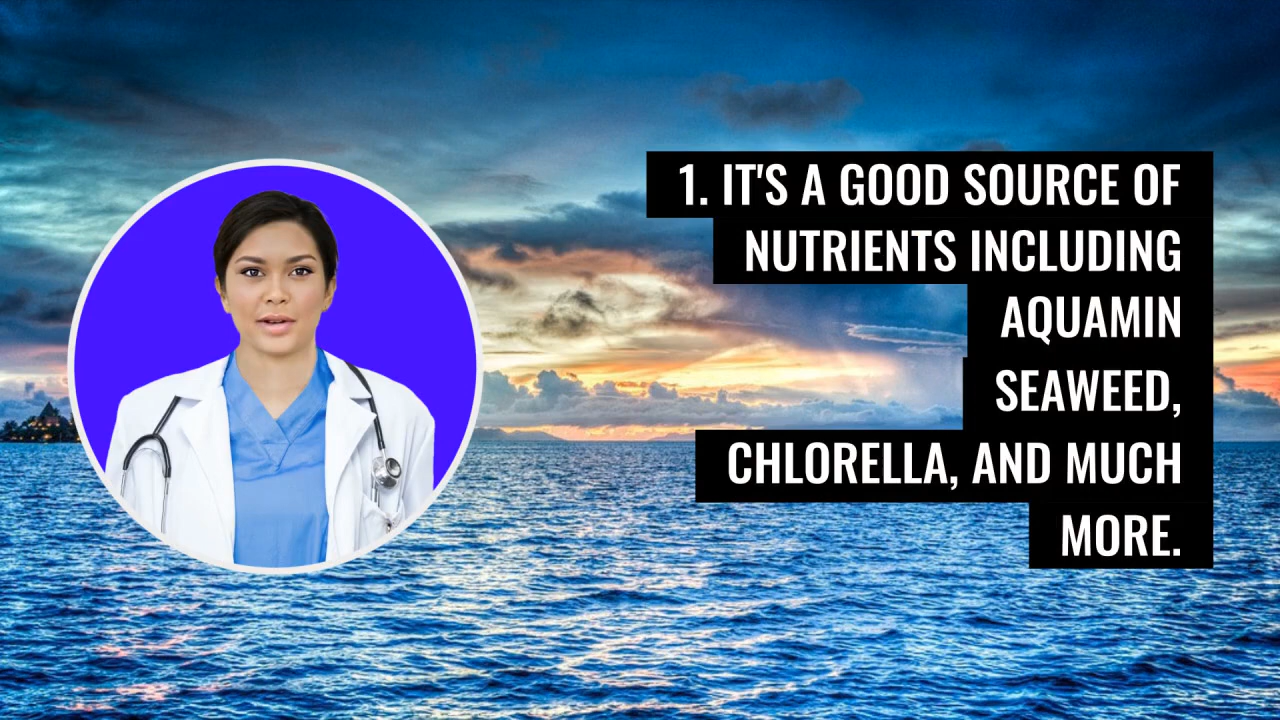 1. IT'S A GOOD SOURCE OF
NUTRIENTS INCLUDING
AQUAMIN
SEAWEED,
CHLORELLA, AND MUCH
MORE.